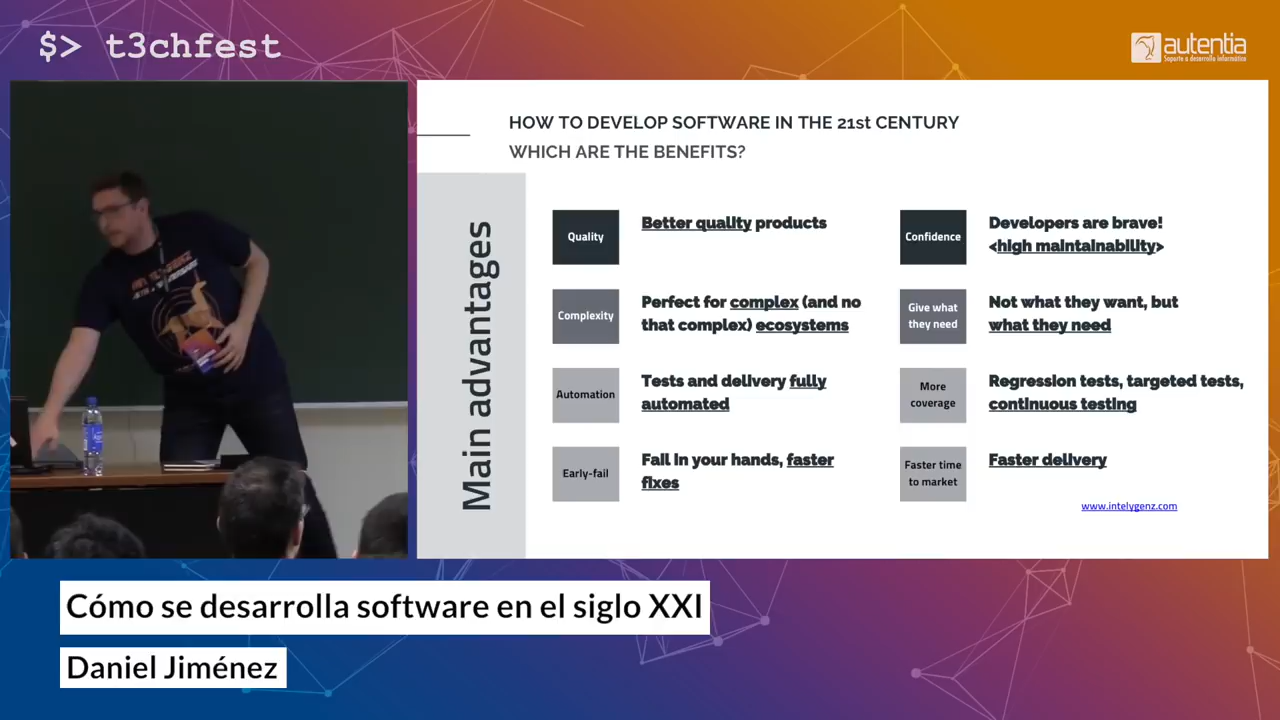 $> t3chfest
autentia
Soporte a desarrollo informático
HOW TO DEVELOP SOFTWARE IN THE 21st CENTURY
WHICH ARE THE BENEFITS?
Main advantages
Quality
Better quality products
Complexity
Perfect for complex (and no
that complex) ecosystems
Automation
Tests and delivery fully
automated
Early-fail
Fail in your hands, faster
fixes
Confidence
Developers are brave!
<high maintainability>
Give what
they need
Not what they want, but
what they need
More
coverage
Regression tests, targeted tests,
continuous testing
Faster time
to market
Faster delivery
www.intelygenz.com
Cómo se desarrolla software en el siglo XXI
Daniel Jiménez